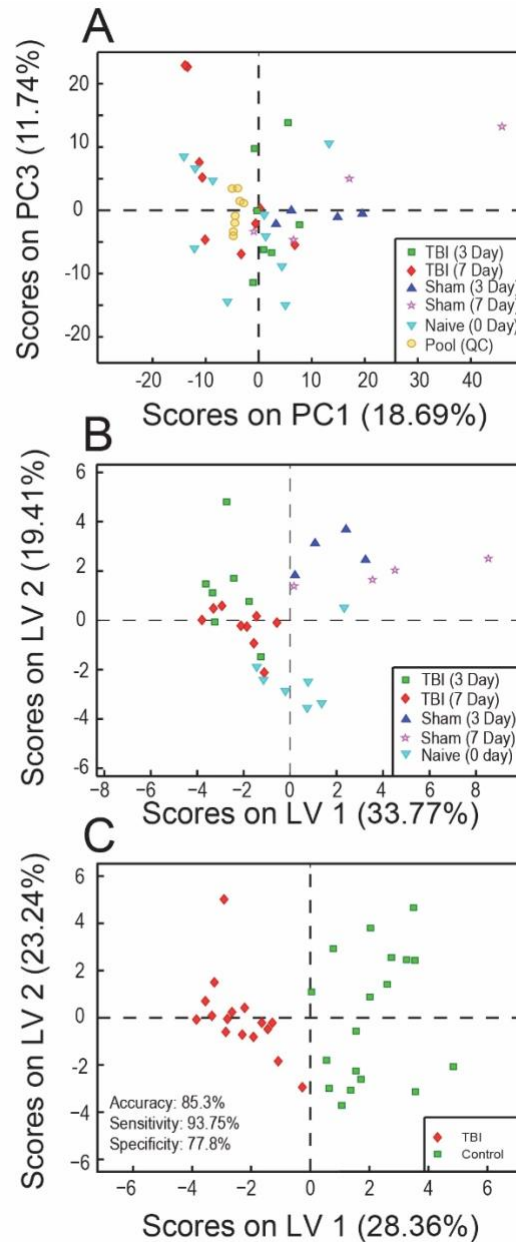 A
Scores on PC3 (11.74%)
20
10
0
-10
-20
TBI (3 Day)
TBI (7 Day)
Sham (3 Day)
Sham (7 Day)
Naive (0 Day)
Pool (QC)
-20 -10 0 10 20 30 40
Scores on PC1 (18.69%)
B
Scores on LV 2 (19.41%)
6
4
2
0
-2
-4
-6
TBI (3 Day)
TBI (7 Day)
Sham (3 Day)
Sham (7 Day)
Naive (0 day)
-8 -6 -4 -2 0 2 4 6 8
Scores on LV 1 (33.77%)
C
Scores on LV 2 (23.24%)
6
4
2
0
-2
-4
-6
Accuracy: 85.3%
Sensitivity: 93.75%
Specificity: 77.8%
TBI
Control
-6 -4 -2 0 2 4 6
Scores on LV 1 (28.36%)